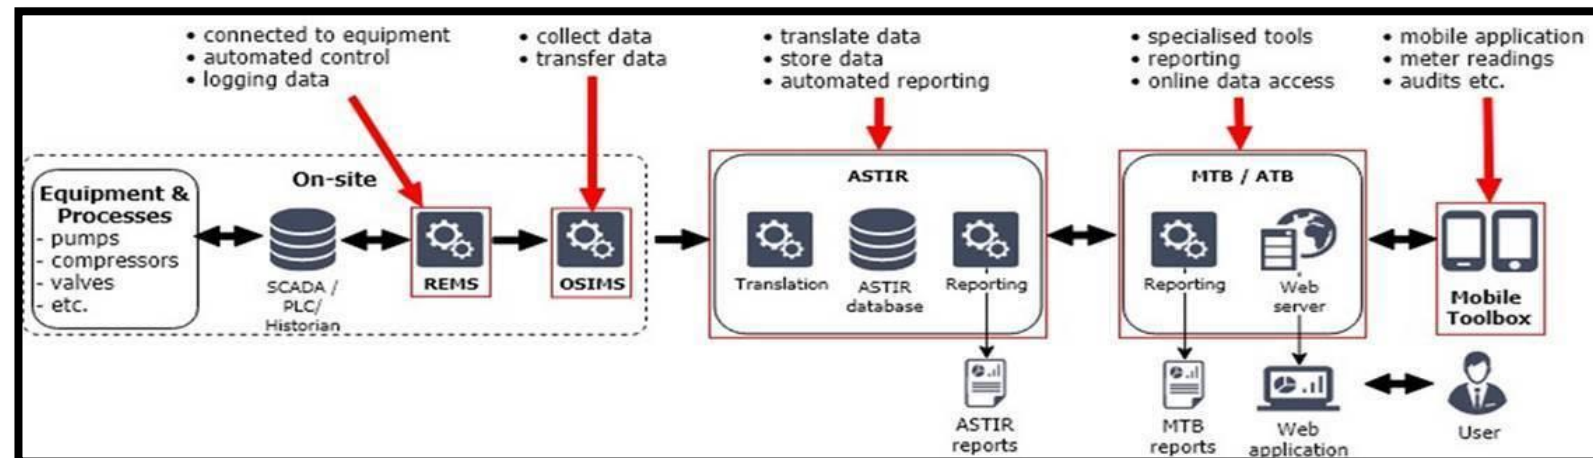 • connected to equipment
• automated control
• logging data
• collect data
• transfer data
• translate data
• store data
• automated reporting
• specialised tools
• reporting
• online data access
• mobile application
• meter readings
• audits etc.
Equipment &
Processes
- pumps
- compressors
- valves
- etc.
On-site
SCADA /
PLC/
Historian
REMS
OSIMS
ASTIR
Translation
ASTIR
database
Reporting
ASTIR
reports
MTB / ATB
Reporting
Web
server
MTB
reports
Web
application
Mobile
Toolbox
User